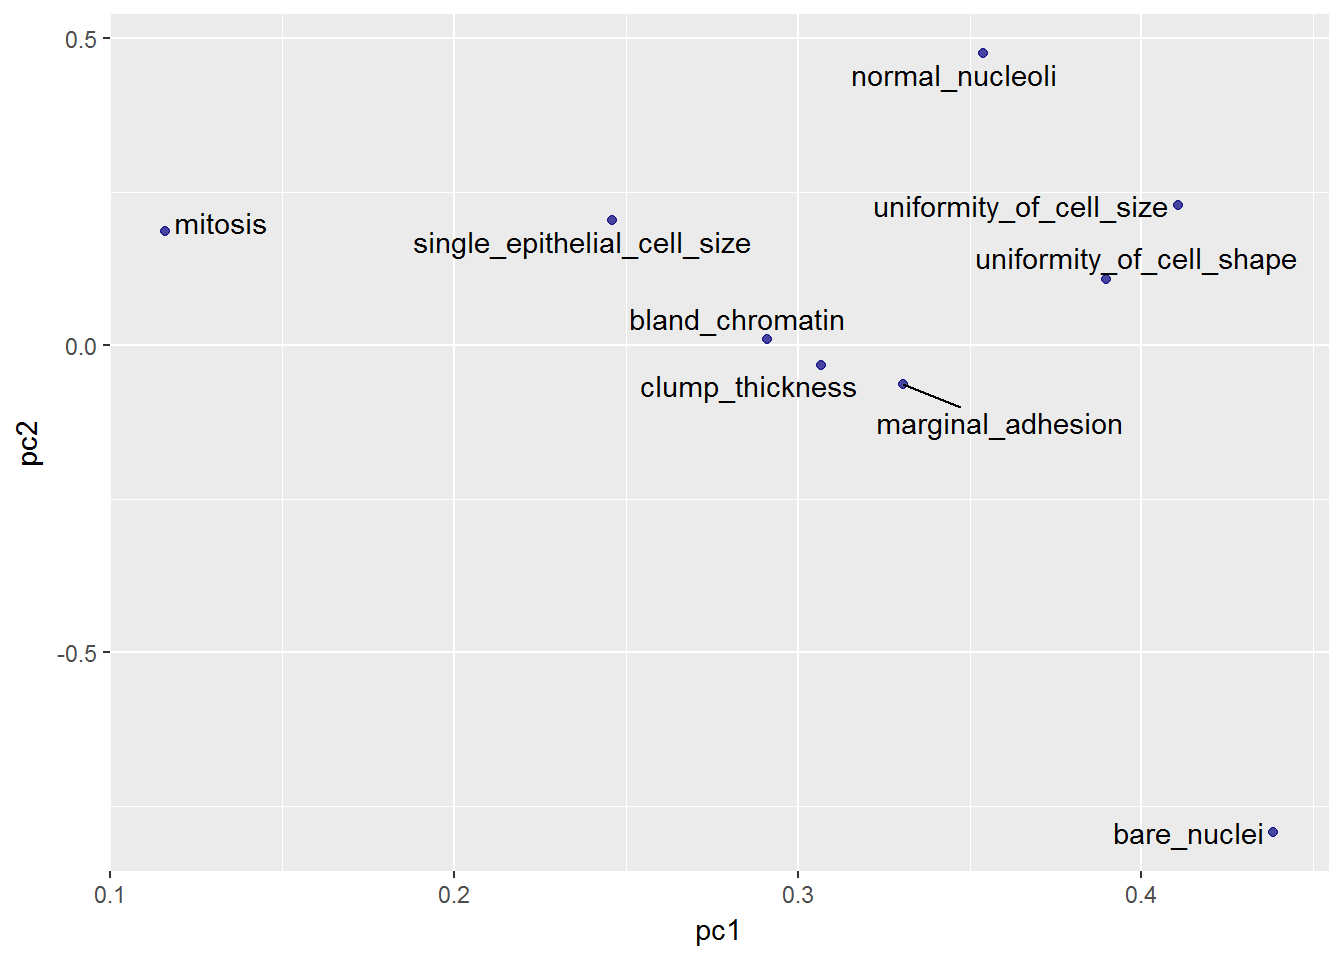 0.5
normal_nucleoli
uniformity_of_cell_size
mitosis
single_epithelial_cell_size
uniformity_of_cell_shape
bland_chromatin
0.0
clump_thickness
marginal_adhesion
pc2
-0.5
bare_nuclei
0.1 0.2 0.3 0.4
pc1